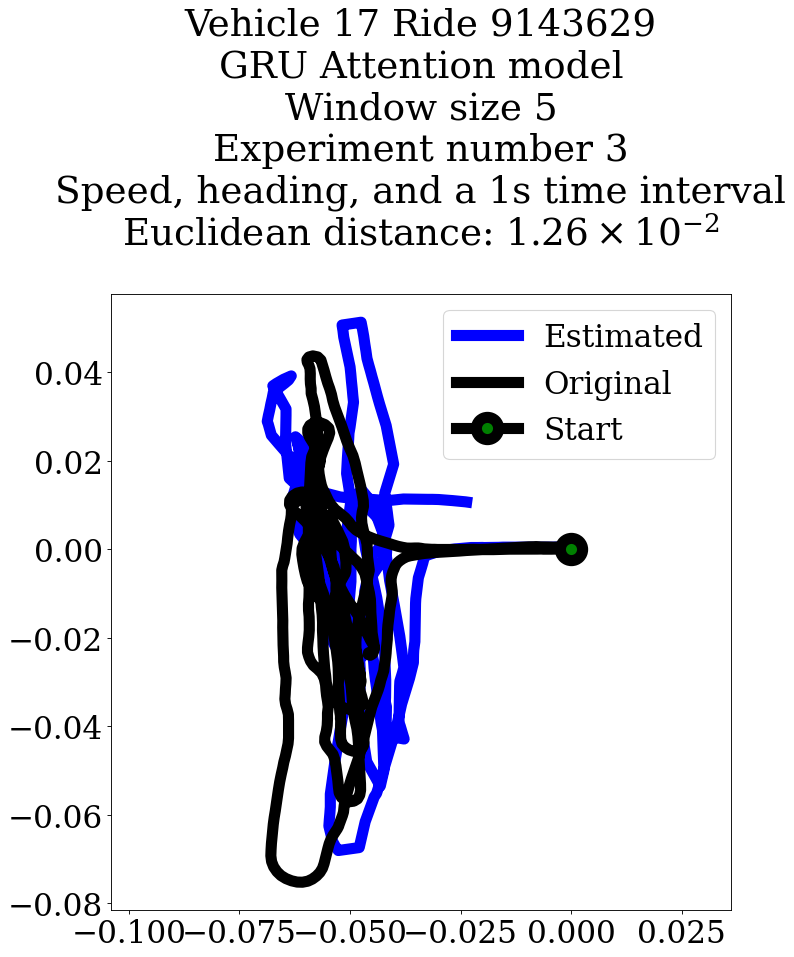 Vehicle 17 Ride 9143629
GRU Attention model
Window size 5
Experiment number 3
Speed, heading, and a 1s time interval
Euclidean distance: 1.26 × 10⁻²
Estimated
Original
Start
0.04
0.02
0.00
−0.02
−0.04
−0.06
−0.08
−0.100 −0.075 −0.050 −0.025 0.000 0.025